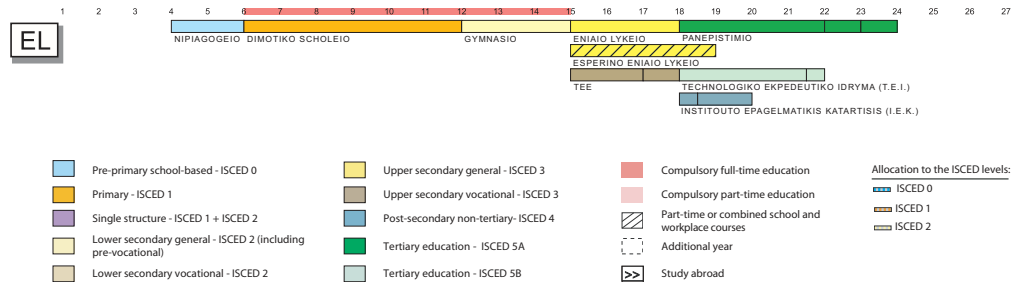 4 5 6 7 8 9 10 11 12 13 14 15 16 17 18 19 20 21 22 23 24 25 26 27
1
EL
NIPIAGOGEIO DIMOTIKO SCHOLEIO GYMNASIO ENIAIO LYKEIO PANEPISTIMIO
ESPERINO ENIAIO LYKEIO
TEE TECHNOLOGIKO EKPEDEUTIKO IDRYMA (T.E.I.)
INSTITOUTO EPAGELMATIKIS KATARTISIS (I.E.K.)
Pre-primary school-based - ISCED 0
Primary - ISCED 1
Single structure - ISCED 1 + ISCED 2
Lower secondary general - ISCED 2 (including
pre-vocational)
Lower secondary vocational - ISCED 2
Upper secondary general - ISCED 3
Upper secondary vocational - ISCED 3
Post-secondary non-tertiary- ISCED 4
Tertiary education - ISCED 5A
Tertiary education - ISCED 5B
Compulsory full-time education
Compulsory part-time education
Part-time or combined school and
workplace courses
Additional year
>> Study abroad
Allocation to the ISCED levels:
ISCED 0
ISCED 1
ISCED 2